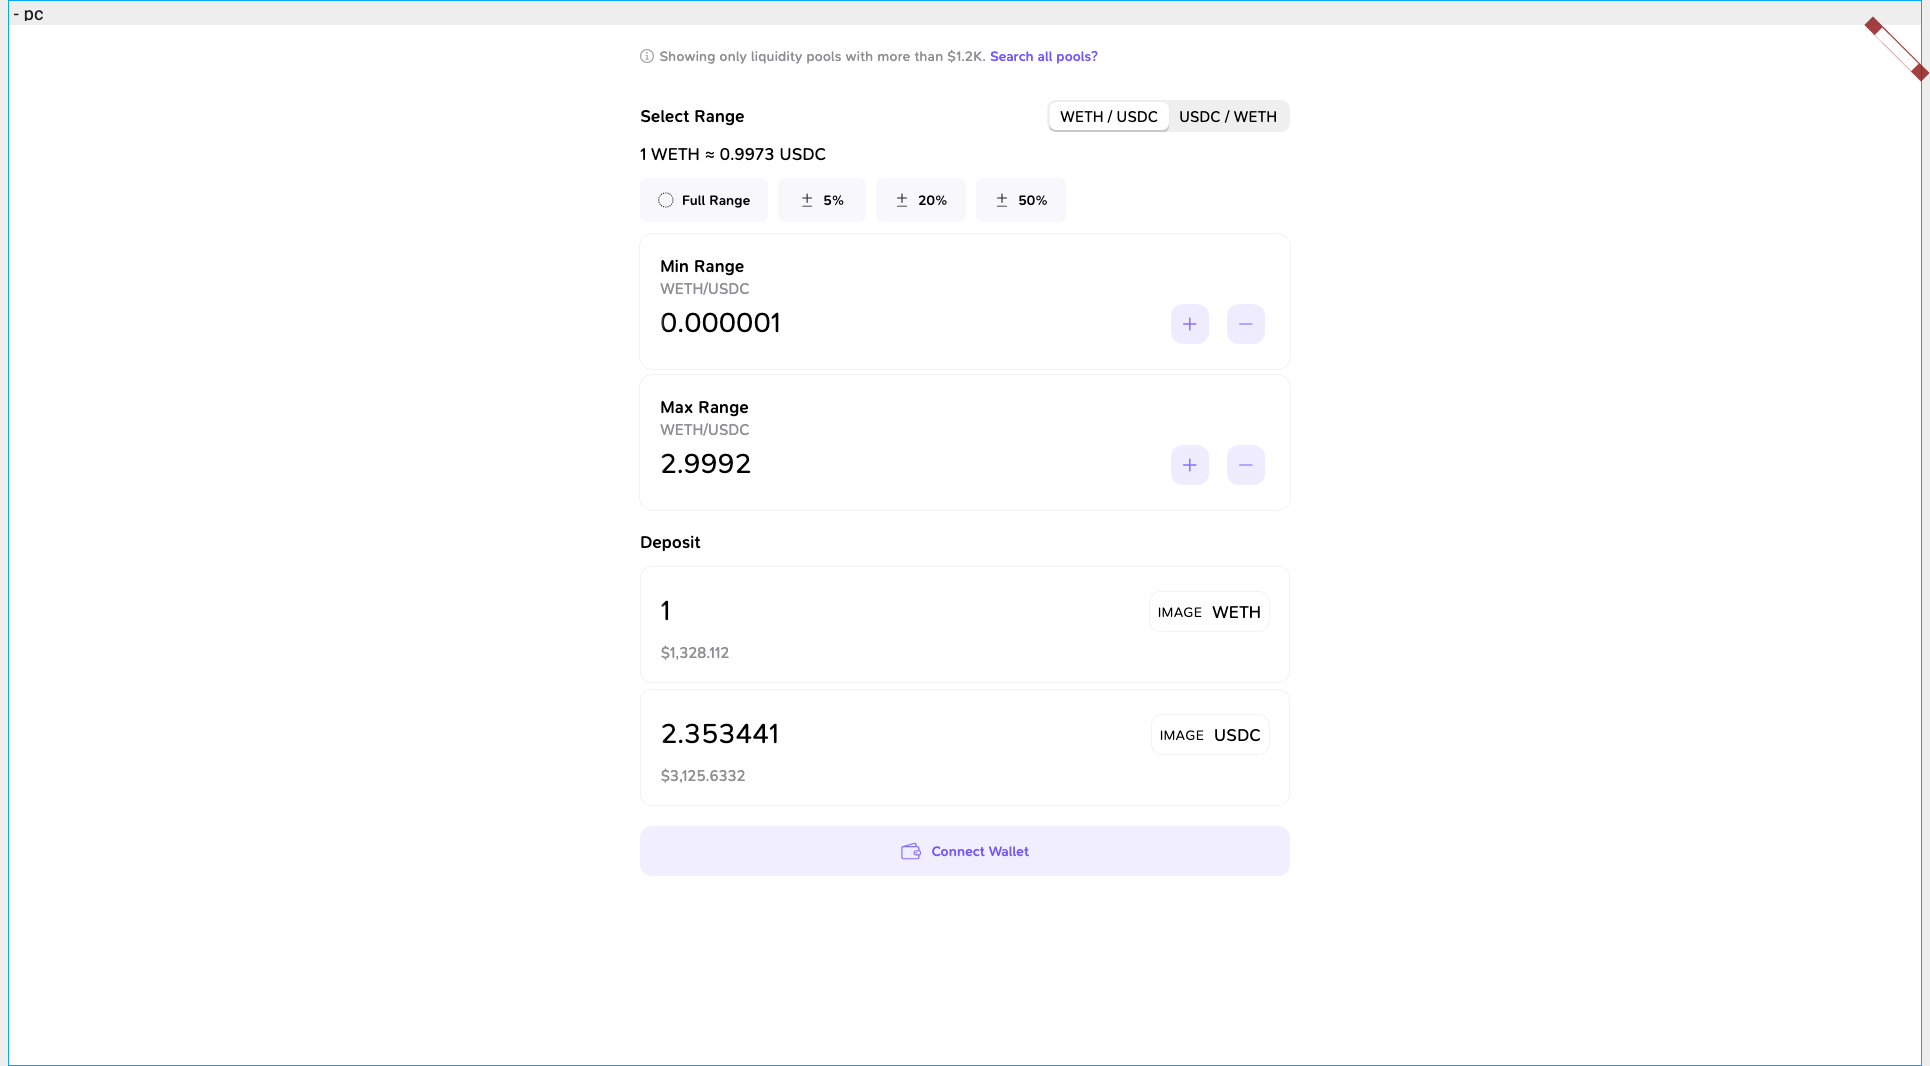 - pc
Showing only liquidity pools with more than $1.2K. Search all pools?
Select Range
WETH / USDC
USDC / WETH
1 WETH ≈ 0.9973 USDC
Full Range
± 5%
± 20%
± 50%
Min Range
WETH/USDC
0.000001
+ −
Max Range
WETH/USDC
2.9992
+ −
Deposit
1
IMAGE WETH
$1,328.112
2.353441
IMAGE USDC
$3,125.6332
Connect Wallet